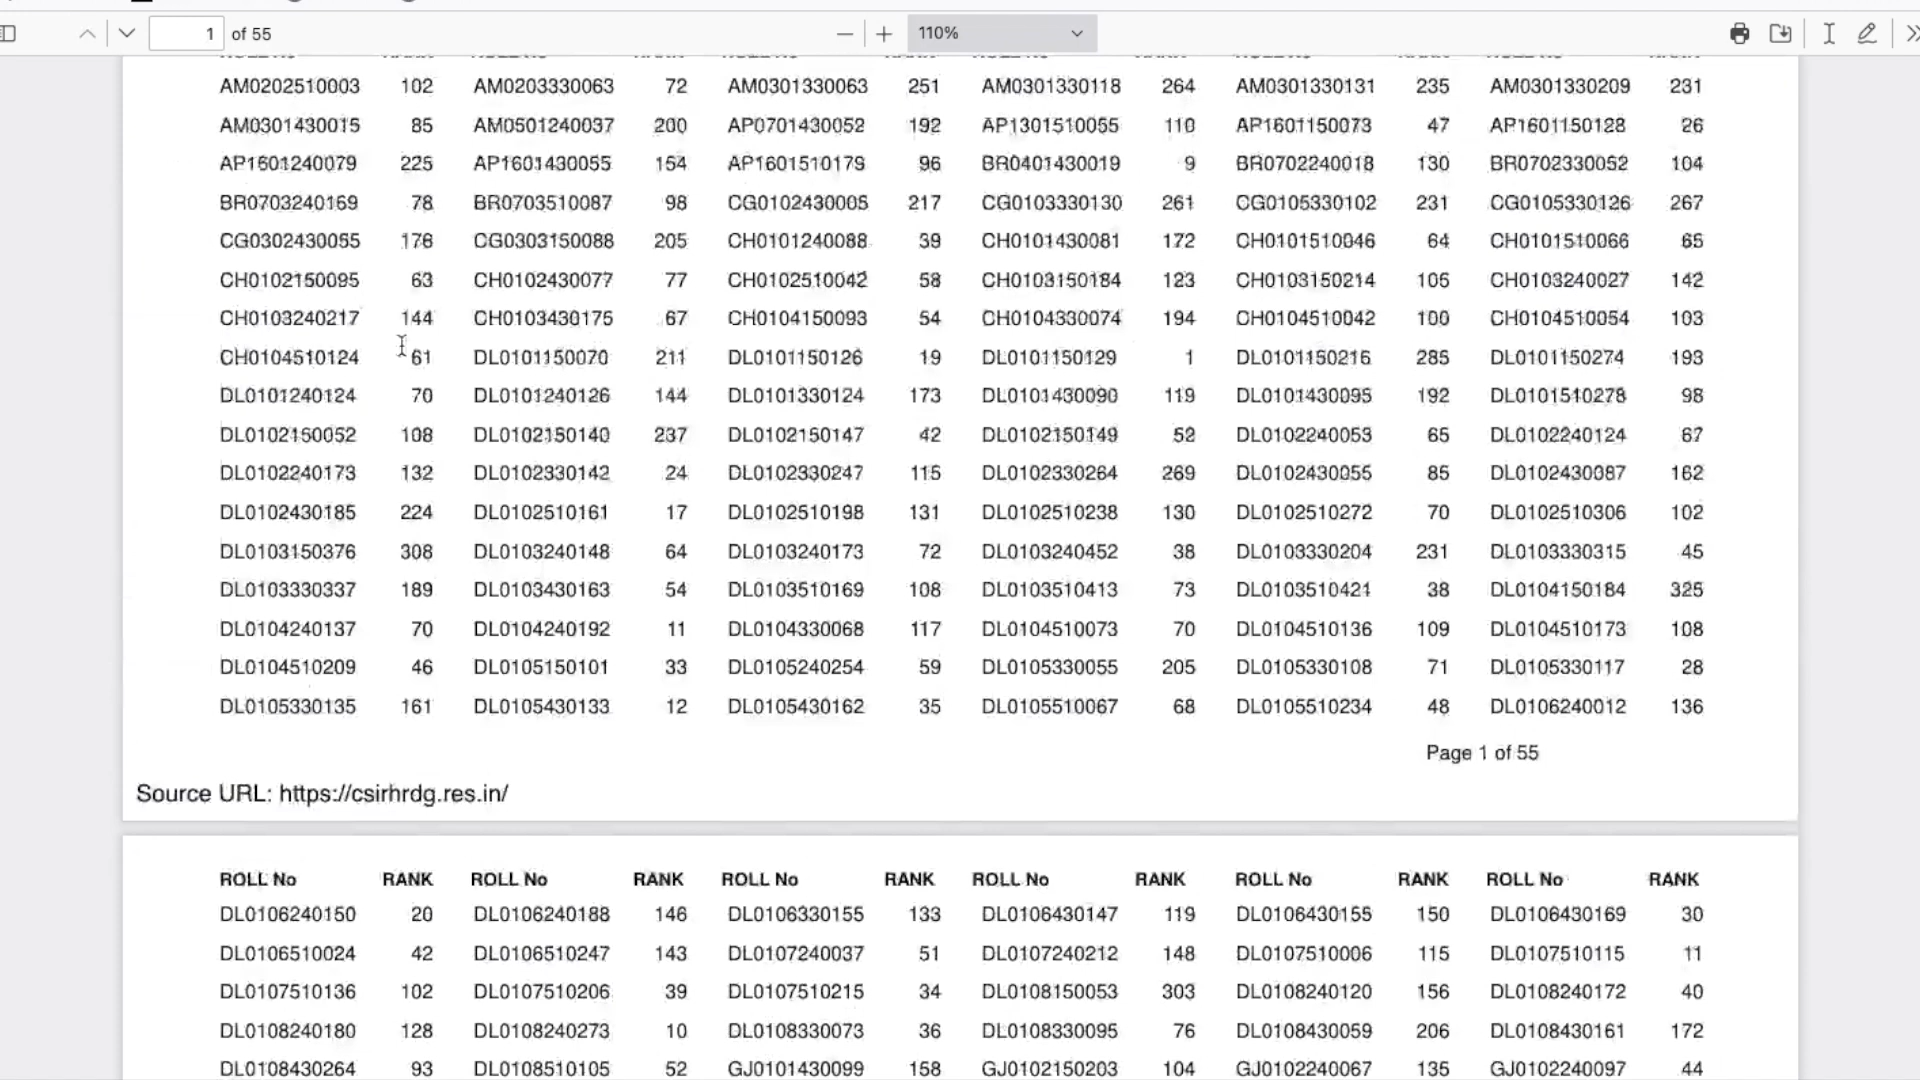 1 of 55 110%
AM0202510003 102 AM0203330063 72 AM0301330063 251 AM0301330118 264 AM0301330131 235 AM0301330209 231
AM0301430015 85 AM0501240037 200 AP0701430052 192 AP1301510055 110 AP1601150073 47 AP1601150128 26
AP1601240079 225 AP1601430055 154 AP1601510179 96 BR0401430019 9 BR0702240018 130 BR0702330052 104
BR0703240169 78 BR0703510087 98 CG0102430005 217 CG0103330130 261 CG0105330102 231 CG0105330126 267
CG0302430055 176 CG0303150088 205 CH0101240088 39 CH0101430081 172 CH0101510046 64 CH0101510066 65
CH0102150095 63 CH0102430077 77 CH0102510042 58 CH0103150184 123 CH0103150214 105 CH0103240027 142
CH0103240217 144 CH0103430175 67 CH0104150093 54 CH0104330074 194 CH0104510042 100 CH0104510054 103
CH0104510124 61 DL0101150070 211 DL0101150126 19 DL0101150129 1 DL0101150216 285 DL0101150274 193
DL0101240124 70 DL0101240126 144 DL0101330124 173 DL0101430090 119 DL0101430095 192 DL0101510278 98
DL0102150052 108 DL0102150140 237 DL0102150147 42 DL0102150149 52 DL0102240053 65 DL0102240124 67
DL0102240173 132 DL0102330142 24 DL0102330247 115 DL0102330264 269 DL0102430055 85 DL0102430087 162
DL0102430185 224 DL0102510161 17 DL0102510198 131 DL0102510238 130 DL0102510272 70 DL0102510306 102
DL0103150376 308 DL0103240148 64 DL0103240173 72 DL0103240452 38 DL0103330204 231 DL0103330315 45
DL0103330337 189 DL0103430163 54 DL0103510169 108 DL0103510413 73 DL0103510421 38 DL0104150184 325
DL0104240137 70 DL0104240192 11 DL0104330068 117 DL0104510073 70 DL0104510136 109 DL0104510173 108
DL0104510209 46 DL0105150101 33 DL0105240254 59 DL0105330055 205 DL0105330108 71 DL0105330117 28
DL0105330135 161 DL0105430133 12 DL0105430162 35 DL0105510067 68 DL0105510234 48 DL0106240012 136
Page 1 of 55
Source URL: https://csirhrdg.res.in/
ROLL No RANK ROLL No RANK ROLL No RANK ROLL No RANK ROLL No RANK ROLL No RANK
DL0106240150 20 DL0106240188 146 DL0106330155 133 DL0106430147 119 DL0106430155 150 DL0106430169 30
DL0106510024 42 DL0106510247 143 DL0107240037 51 DL0107240212 148 DL0107510006 115 DL0107510115 11
DL0107510136 102 DL0107510206 39 DL0107510215 34 DL0108150053 303 DL0108240120 156 DL0108240172 40
DL0108240180 128 DL0108240273 10 DL0108330073 36 DL0108330095 76 DL0108430059 206 DL0108430161 172
DL0108430264 93 DL0108510105 52 GJ0101430099 158 GJ0102150203 104 GJ0102240067 135 GJ0102240097 44